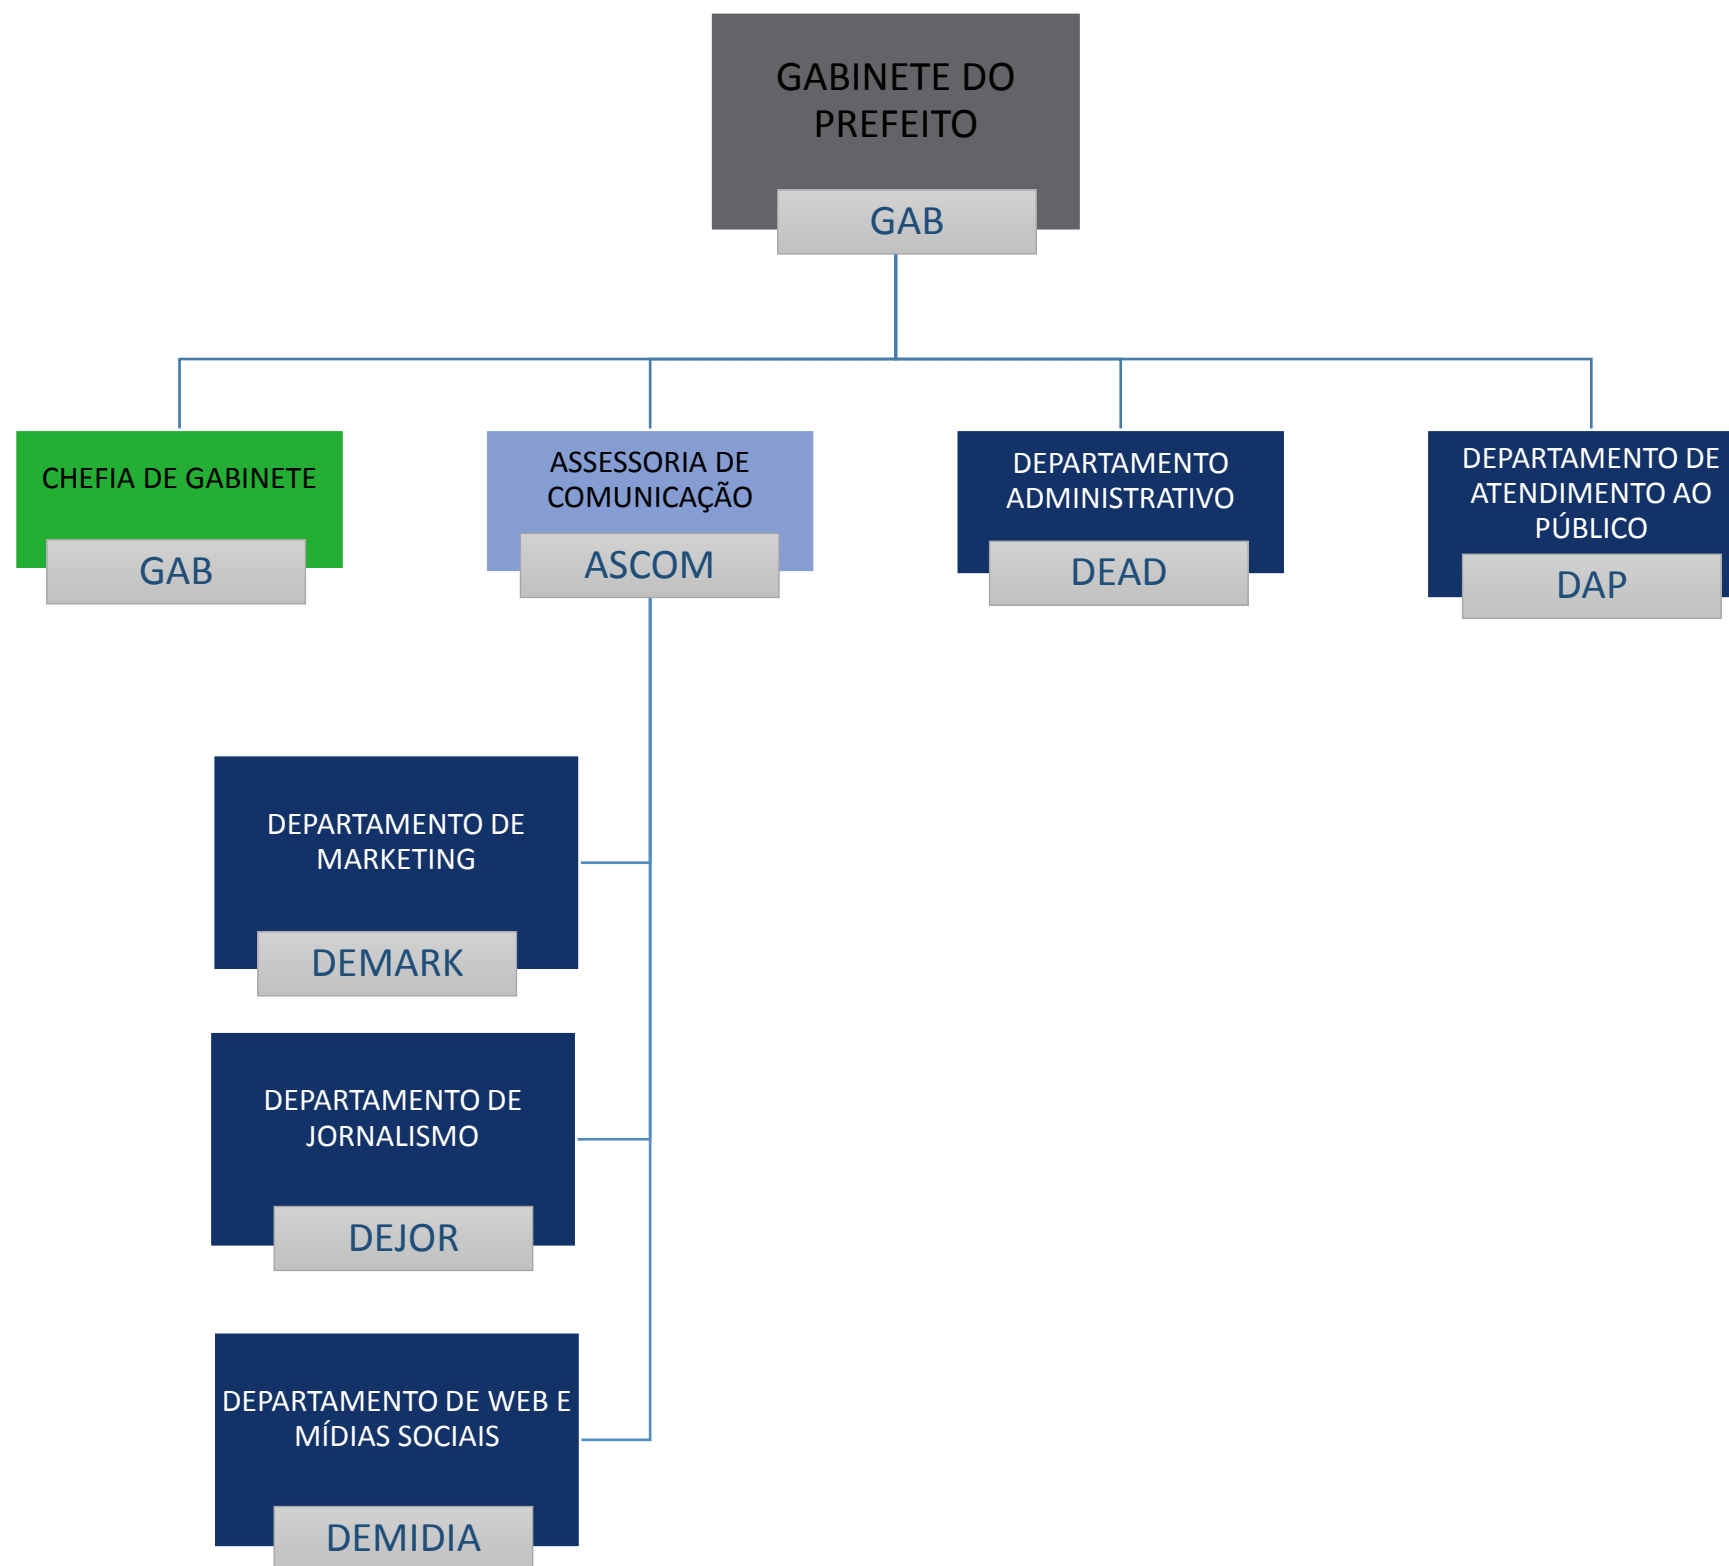 GABINETE DO
PREFEITO
GAB
CHEFIA DE GABINETE
GAB
ASSESSORIA DE
COMUNICAÇÃO
ASCOM
DEPARTAMENTO
ADMINISTRATIVO
DEAD
DEPARTAMENTO DE
ATENDIMENTO AO
PÚBLICO
DAP
DEPARTAMENTO DE
MARKETING
DEMARK
DEPARTAMENTO DE
JORNALISMO
DEJOR
DEPARTAMENTO DE WEB E
MÍDIAS SOCIAIS
DEMIDIA